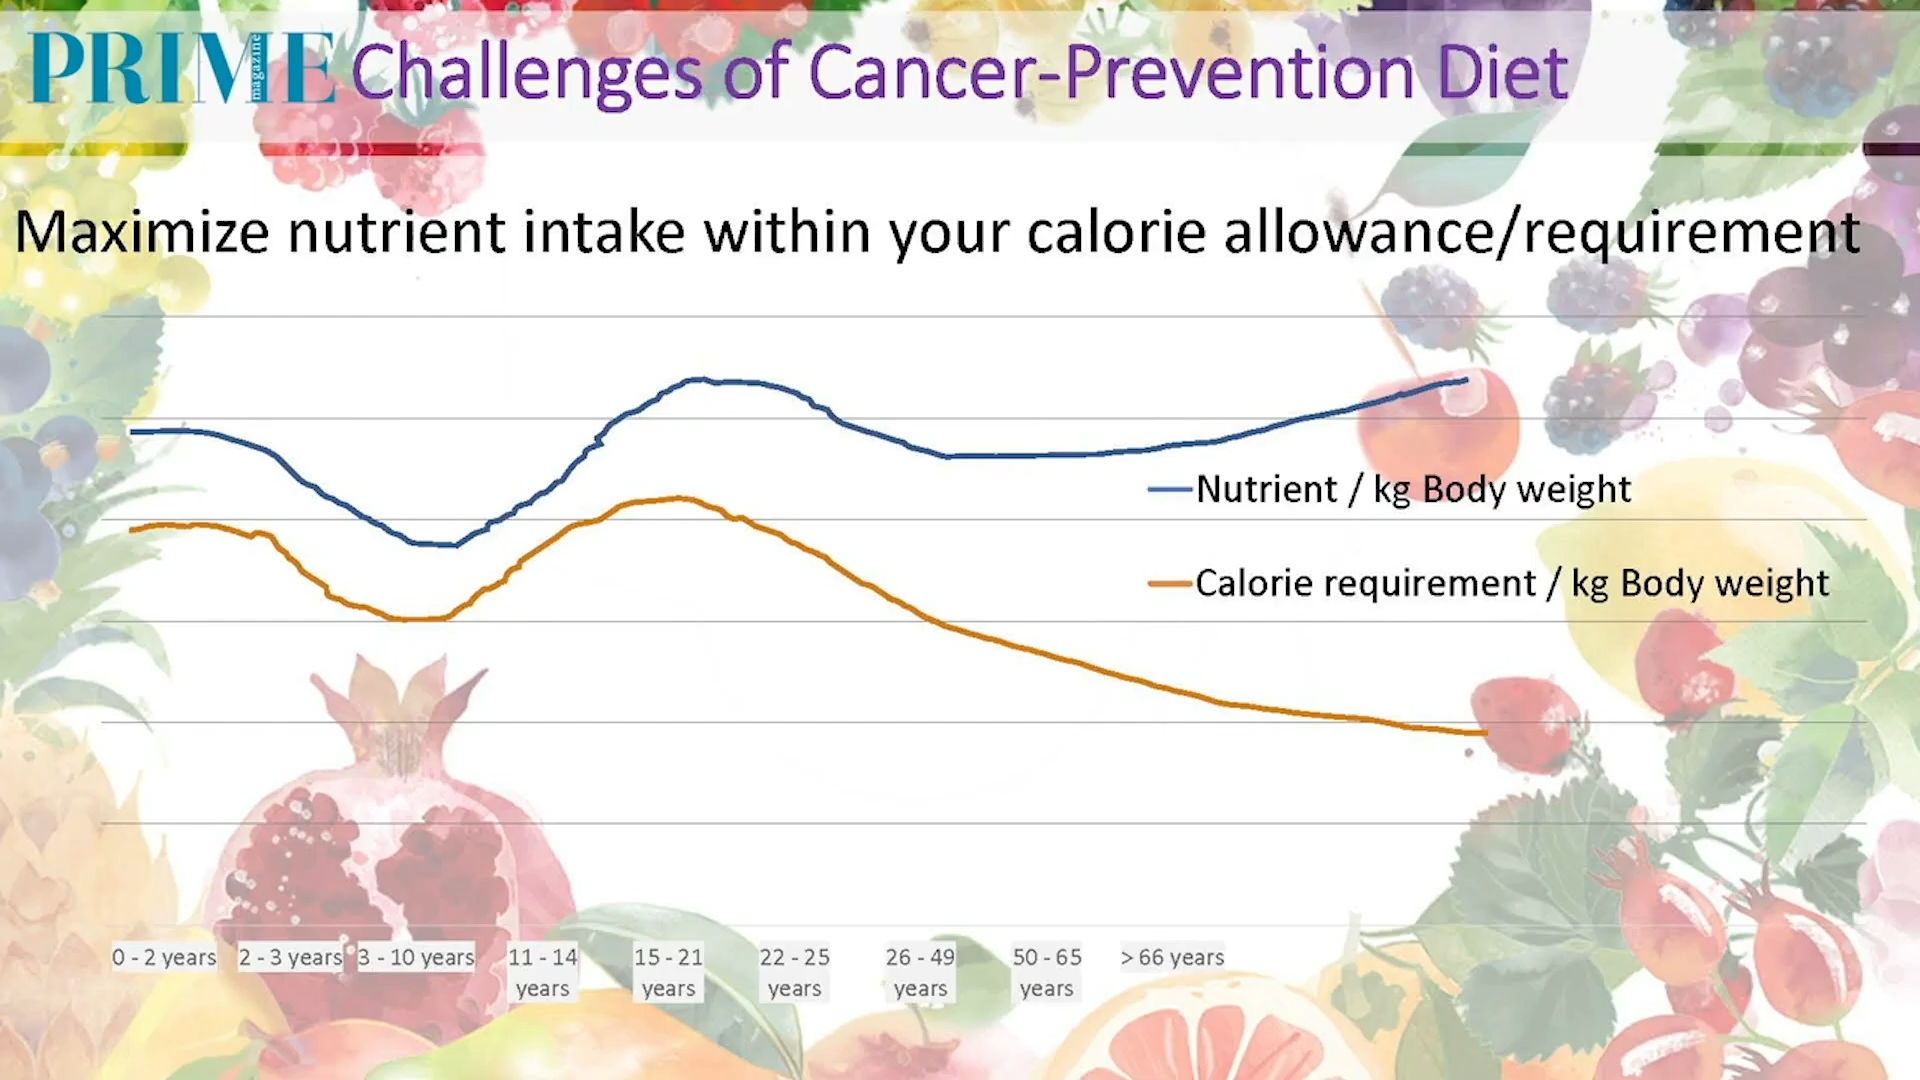 PRIME
magazine
Challenges of Cancer-Prevention Diet
Maximize nutrient intake within your calorie allowance/requirement
Nutrient / kg Body weight
Calorie requirement / kg Body weight
0 - 2 years
2 - 3 years
3 - 10 years
11 - 14
years
15 - 21
years
22 - 25
years
26 - 49
years
50 - 65
years
> 66 years